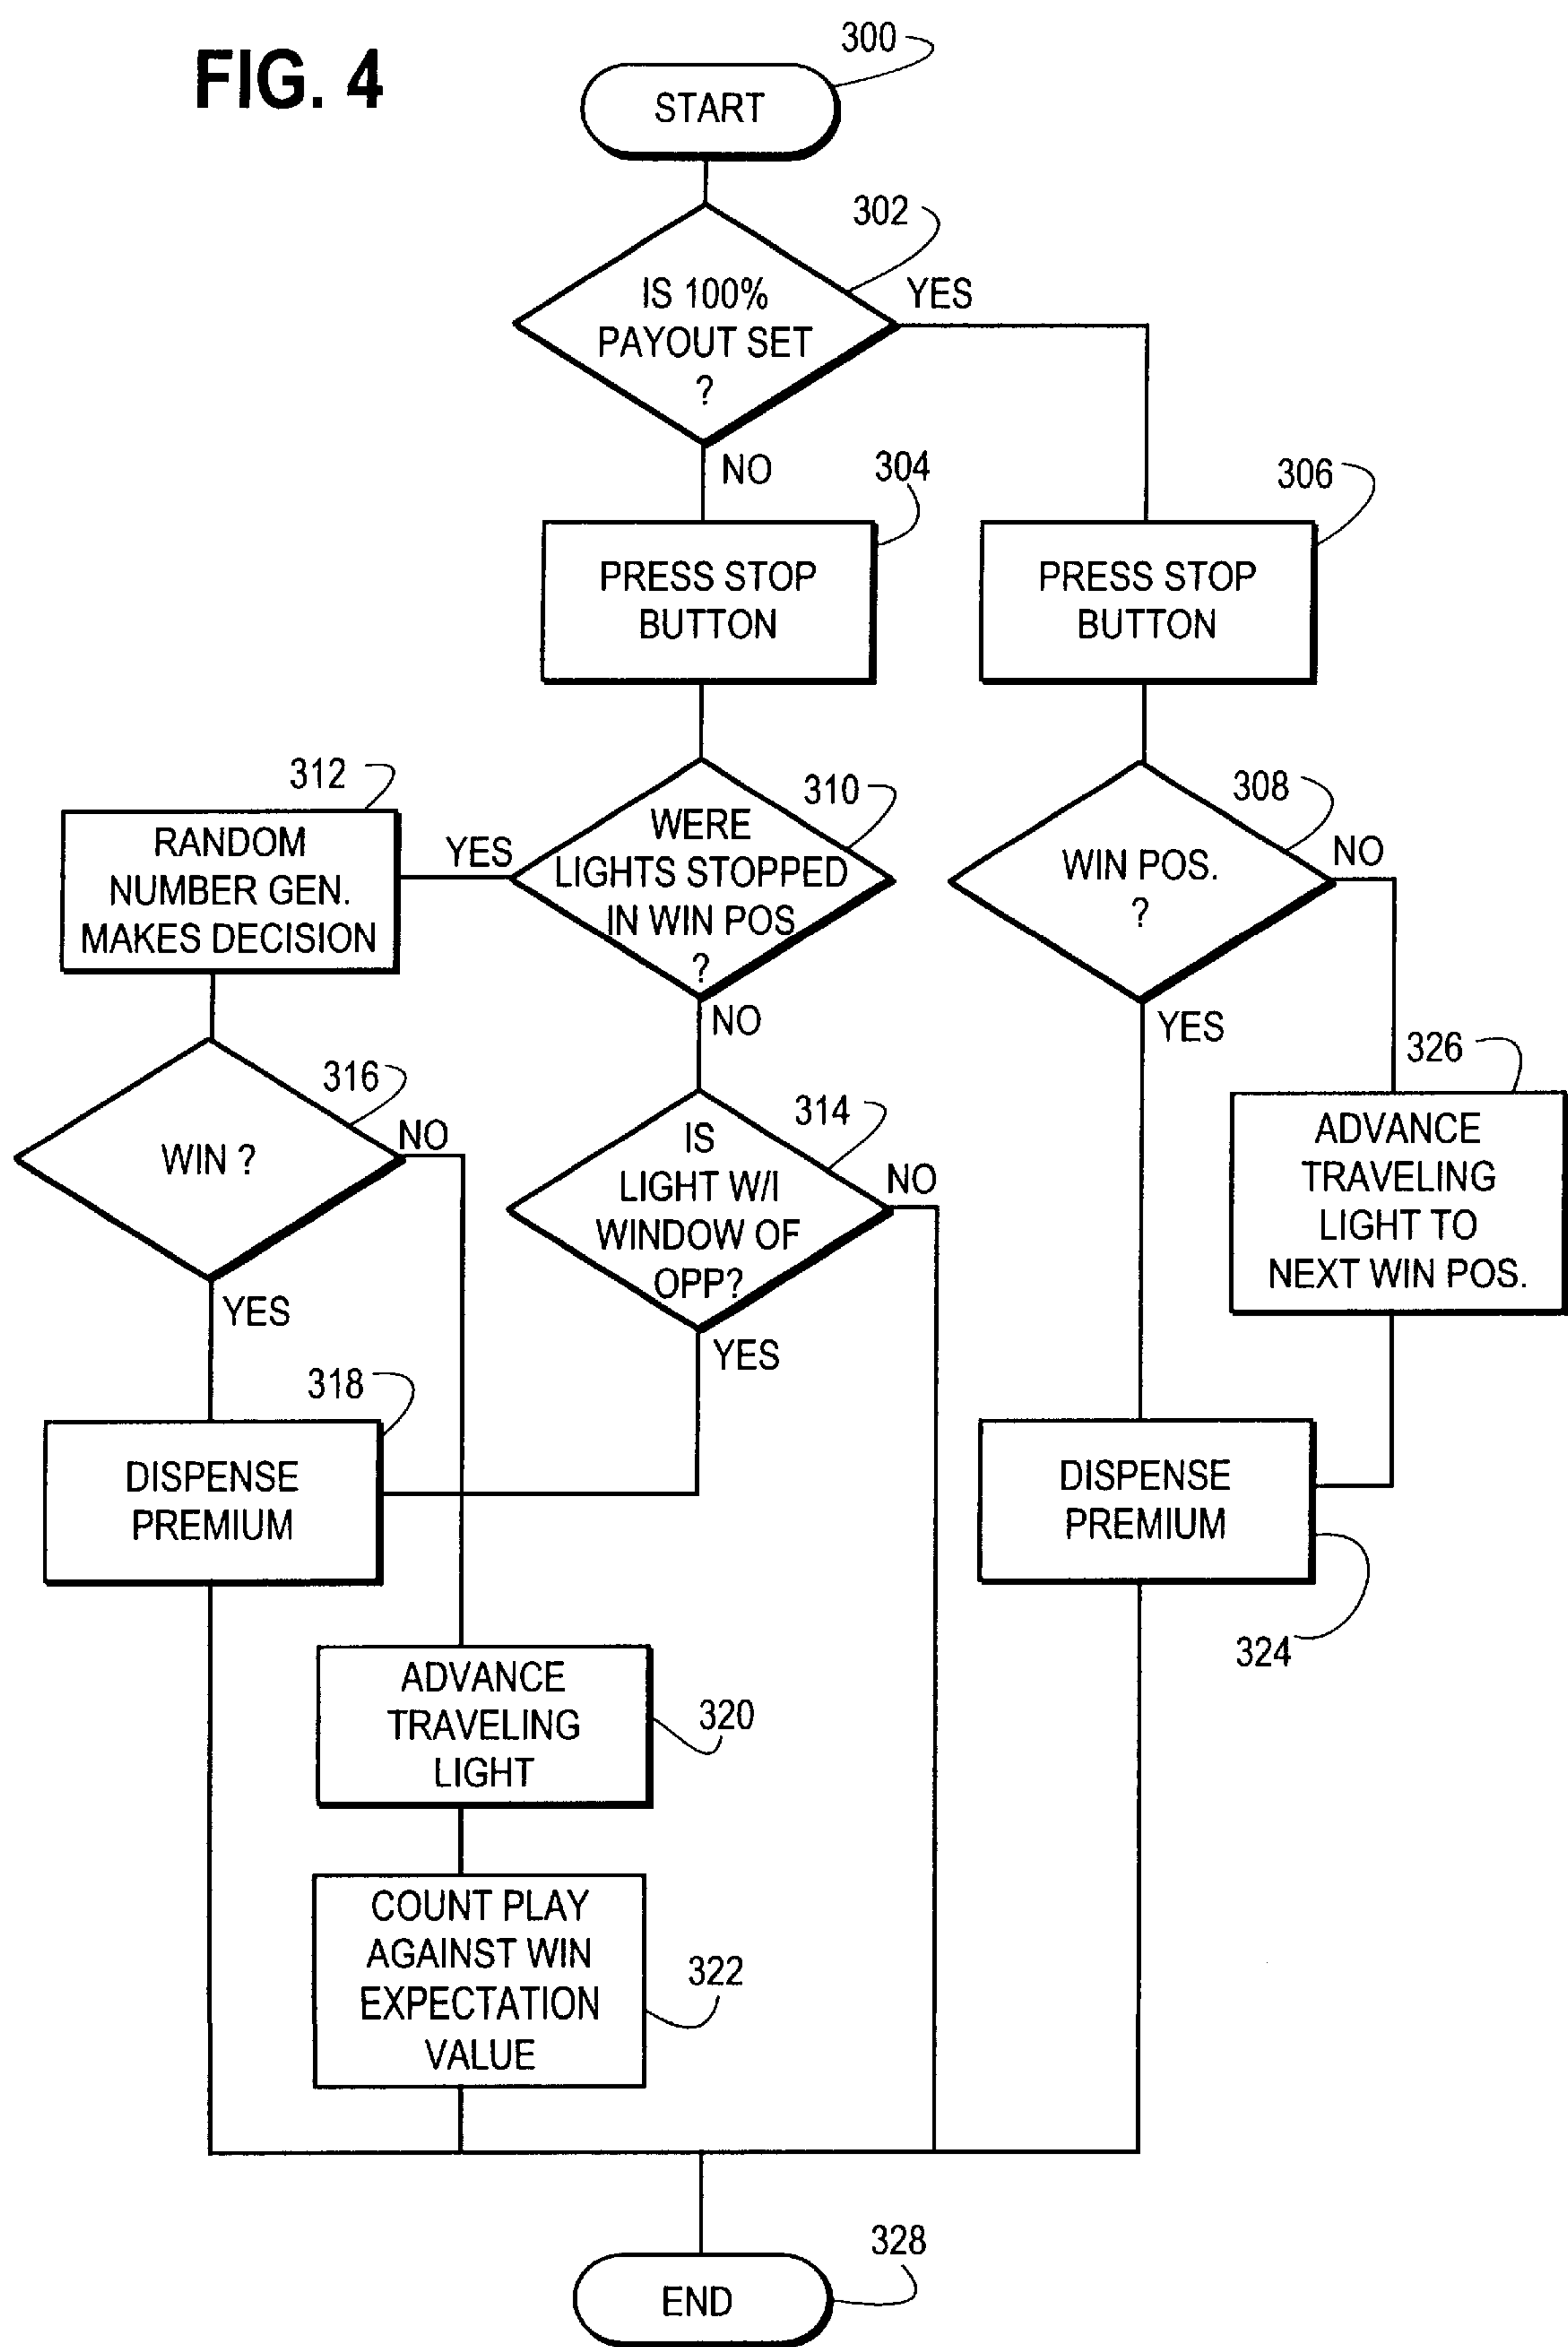 FIG. 4
300
START
302
IS 100%
PAYOUT SET
?
YES
NO
304
306
PRESS STOP
BUTTON
PRESS STOP
BUTTON
312
310
308
RANDOM
NUMBER GEN.
MAKES DECISION
YES
WERE
LIGHTS STOPPED
IN WIN POS
?
NO
WIN POS.
?
NO
YES
316
WIN ?
NO
YES
314
IS
LIGHT W/I
WINDOW OF
OPP?
NO
YES
326
ADVANCE
TRAVELING
LIGHT TO
NEXT WIN POS.
318
DISPENSE
PREMIUM
DISPENSE
PREMIUM
324
ADVANCE
TRAVELING
LIGHT
320
COUNT PLAY
AGAINST WIN
EXPECTATION
VALUE
322
328
END